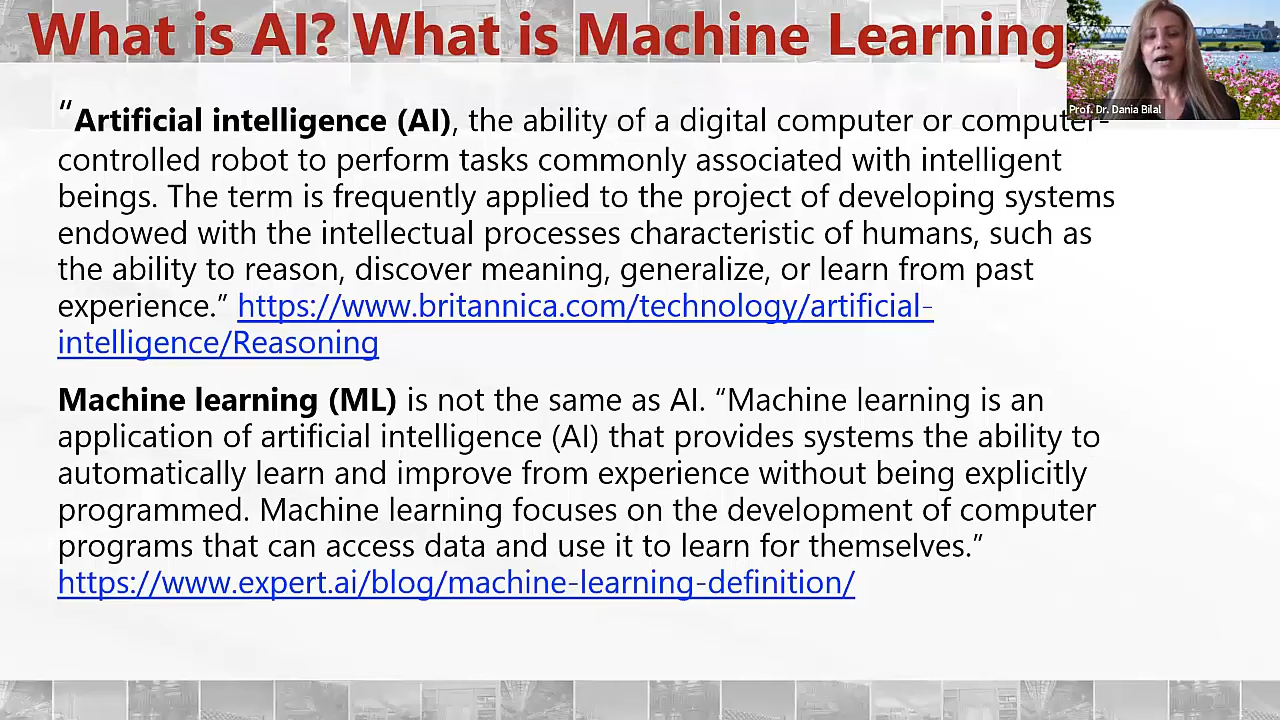 What is AI? What is Machine Learning
Prof. Dr. Dania Bilal
“Artificial intelligence (AI), the ability of a digital computer or computer-
controlled robot to perform tasks commonly associated with intelligent
beings. The term is frequently applied to the project of developing systems
endowed with the intellectual processes characteristic of humans, such as
the ability to reason, discover meaning, generalize, or learn from past
experience.” https://www.britannica.com/technology/artificial-
intelligence/Reasoning
Machine learning (ML) is not the same as AI. “Machine learning is an
application of artificial intelligence (AI) that provides systems the ability to
automatically learn and improve from experience without being explicitly
programmed. Machine learning focuses on the development of computer
programs that can access data and use it to learn for themselves.”
https://www.expert.ai/blog/machine-learning-definition/